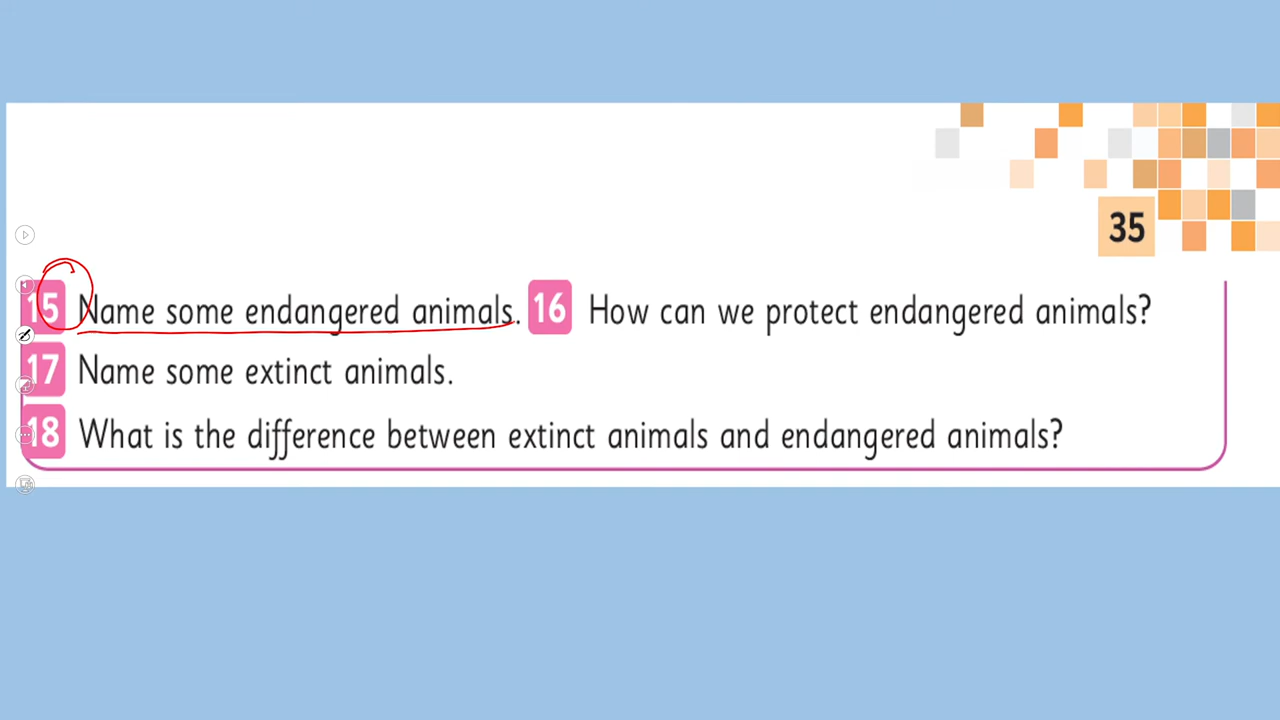 35
15 Name some endangered animals. 16 How can we protect endangered animals?
17 Name some extinct animals.
18 What is the difference between extinct animals and endangered animals?